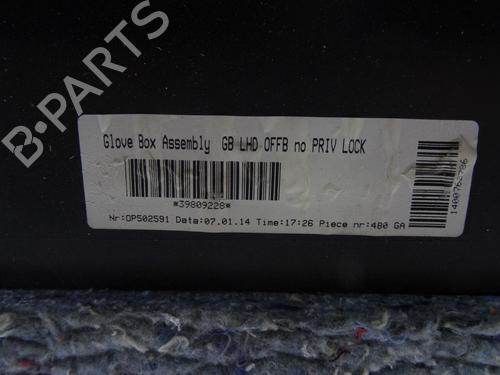 B-PARTS
Glove Box Assembly GB LHD OFFB no PRIV LOCK
*39809228*
Nr:OP502591 Data:07.01.14 Time:17:26 Piece nr:480 GA